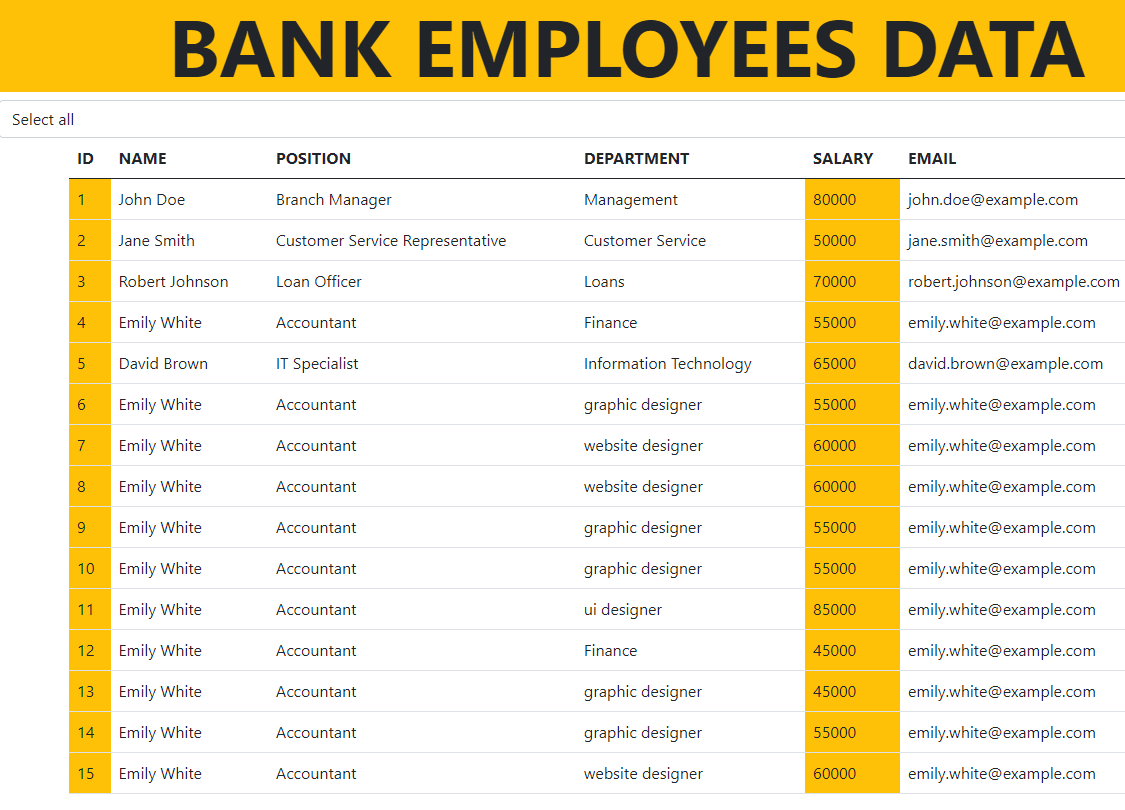 BANK EMPLOYEES DATA
Select all
ID NAME POSITION DEPARTMENT SALARY EMAIL
1 John Doe Branch Manager Management 80000 john.doe@example.com
2 Jane Smith Customer Service Representative Customer Service 50000 jane.smith@example.com
3 Robert Johnson Loan Officer Loans 70000 robert.johnson@example.com
4 Emily White Accountant Finance 55000 emily.white@example.com
5 David Brown IT Specialist Information Technology 65000 david.brown@example.com
6 Emily White Accountant graphic designer 55000 emily.white@example.com
7 Emily White Accountant website designer 60000 emily.white@example.com
8 Emily White Accountant website designer 60000 emily.white@example.com
9 Emily White Accountant graphic designer 55000 emily.white@example.com
10 Emily White Accountant graphic designer 55000 emily.white@example.com
11 Emily White Accountant ui designer 85000 emily.white@example.com
12 Emily White Accountant Finance 45000 emily.white@example.com
13 Emily White Accountant graphic designer 45000 emily.white@example.com
14 Emily White Accountant graphic designer 55000 emily.white@example.com
15 Emily White Accountant website designer 60000 emily.white@example.com